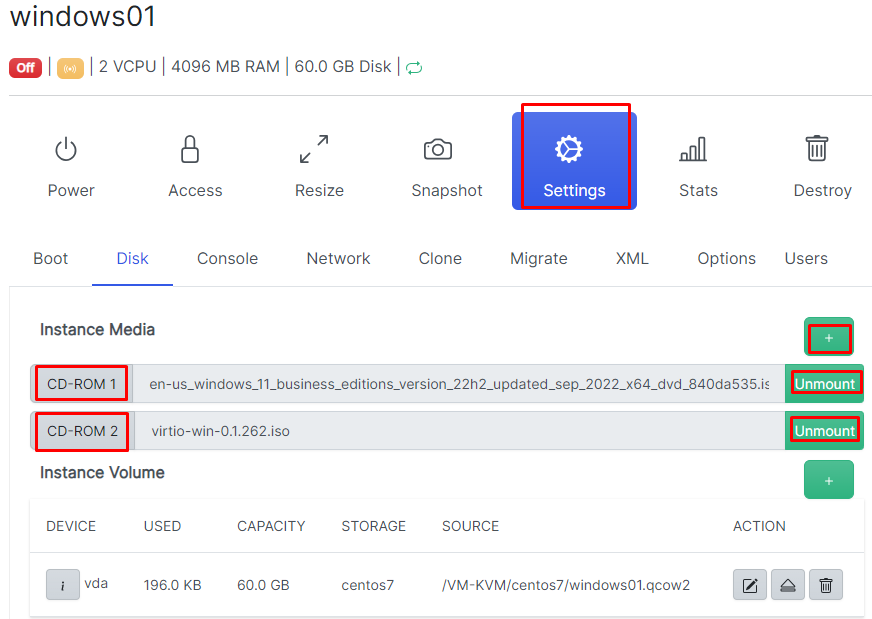 windows01
Off | | 2 VCPU | 4096 MB RAM | 60.0 GB Disk |
Power Access Resize Snapshot Settings Stats Destroy
Boot Disk Console Network Clone Migrate XML Options Users
Instance Media +
CD-ROM 1 en-us_windows_11_business_editions_version_22h2_updated_sep_2022_x64_dvd_840da535.is Unmount
CD-ROM 2 virtio-win-0.1.262.iso Unmount
Instance Volume +
DEVICE USED CAPACITY STORAGE SOURCE ACTION
i vda 196.0 KB 60.0 GB centos7 /VM-KVM/centos7/windows01.qcow2